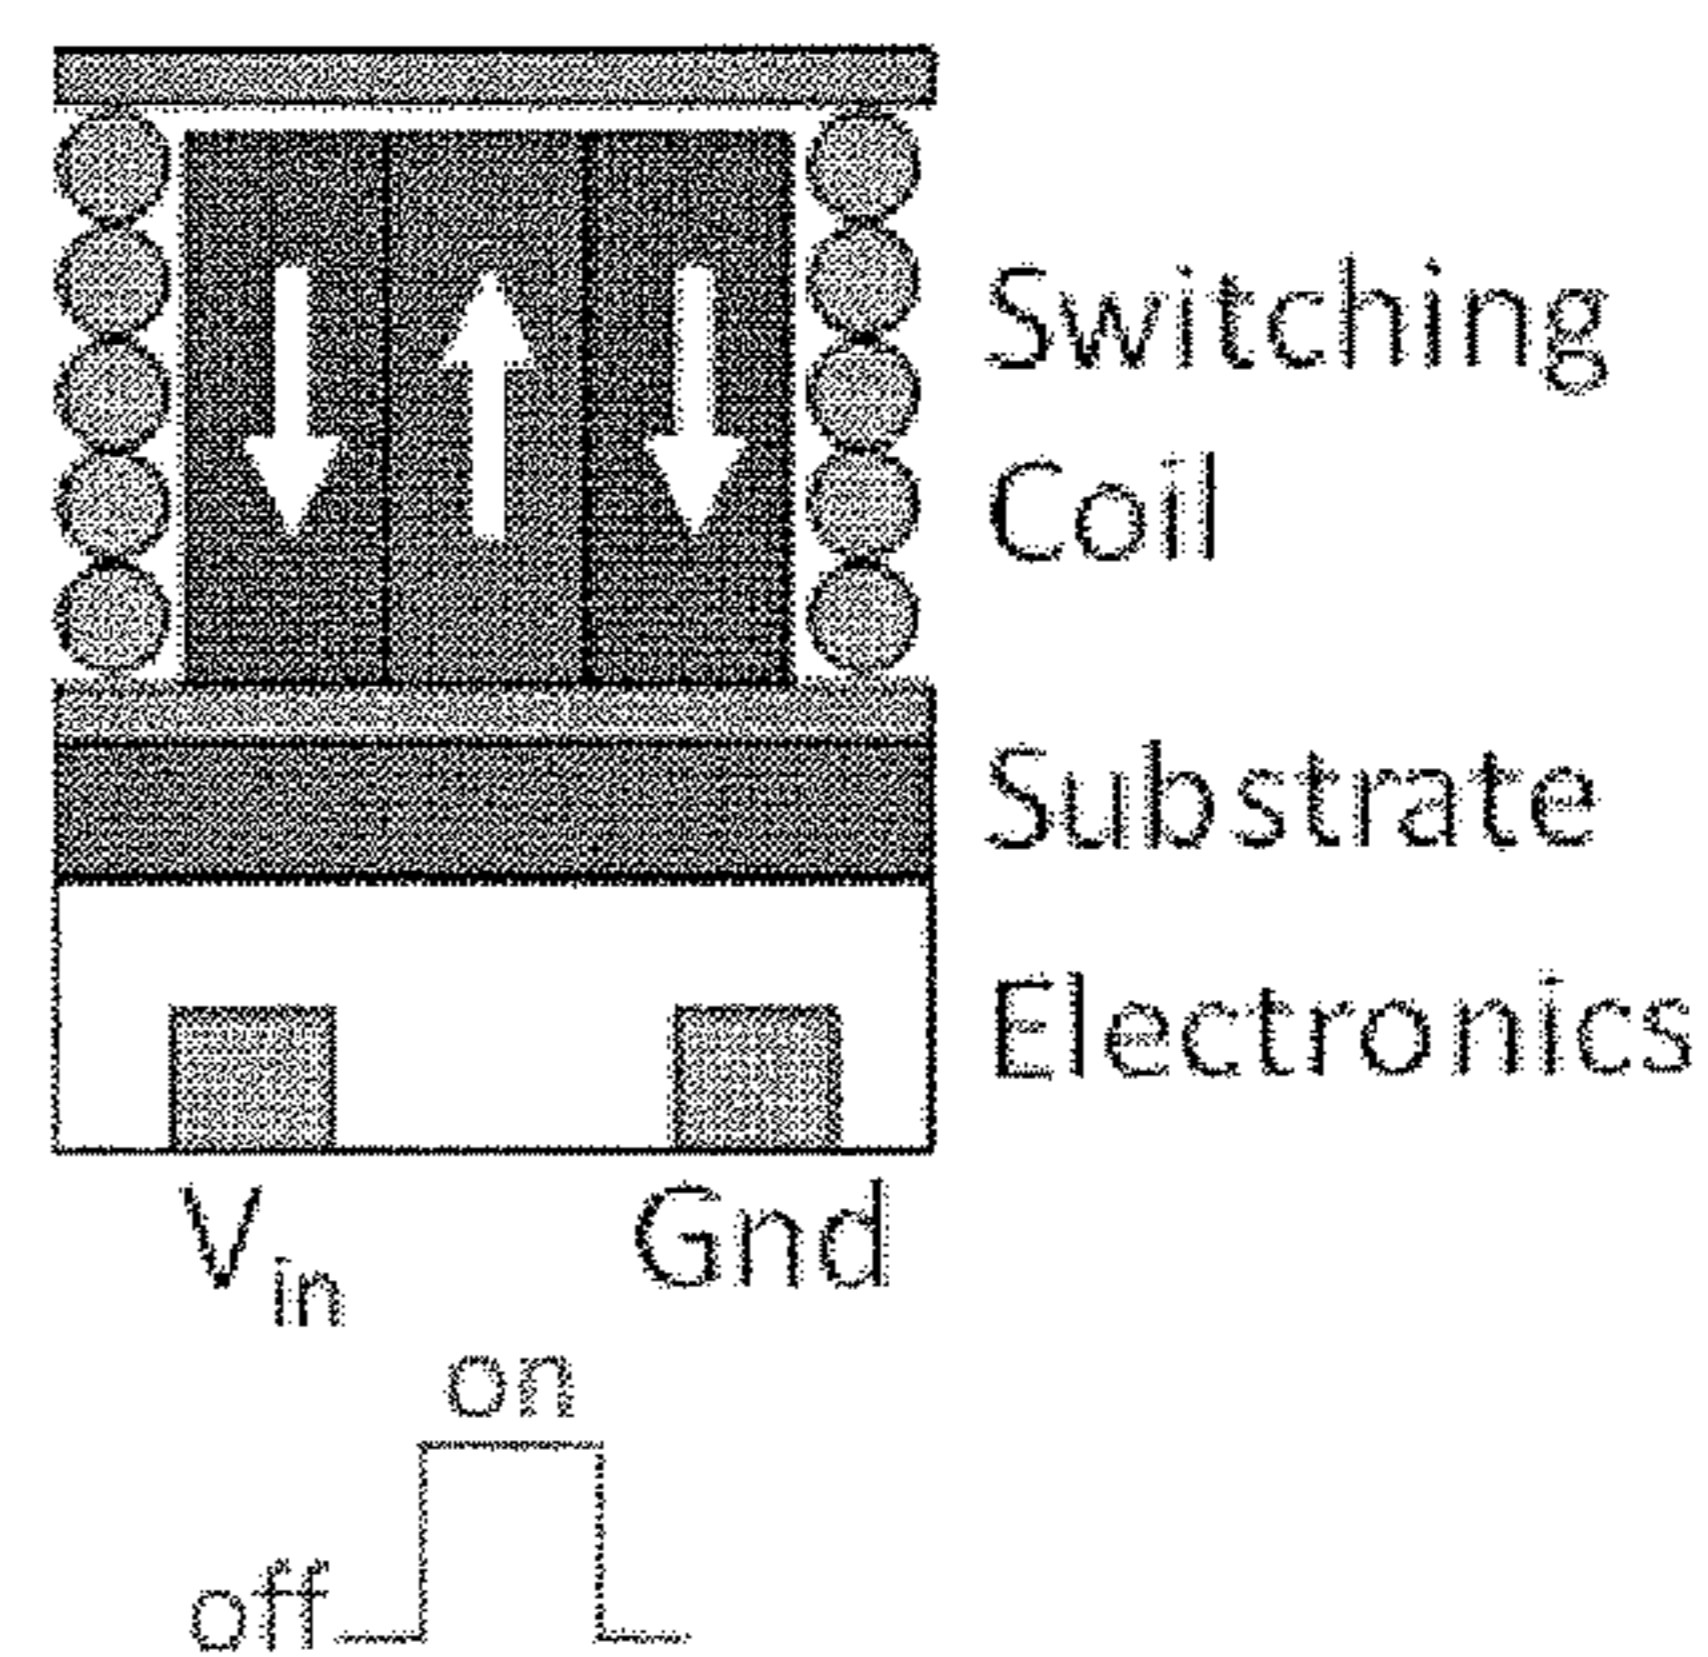 Switching
Coil
Substrate
Electronics
Vin Gnd
on
off